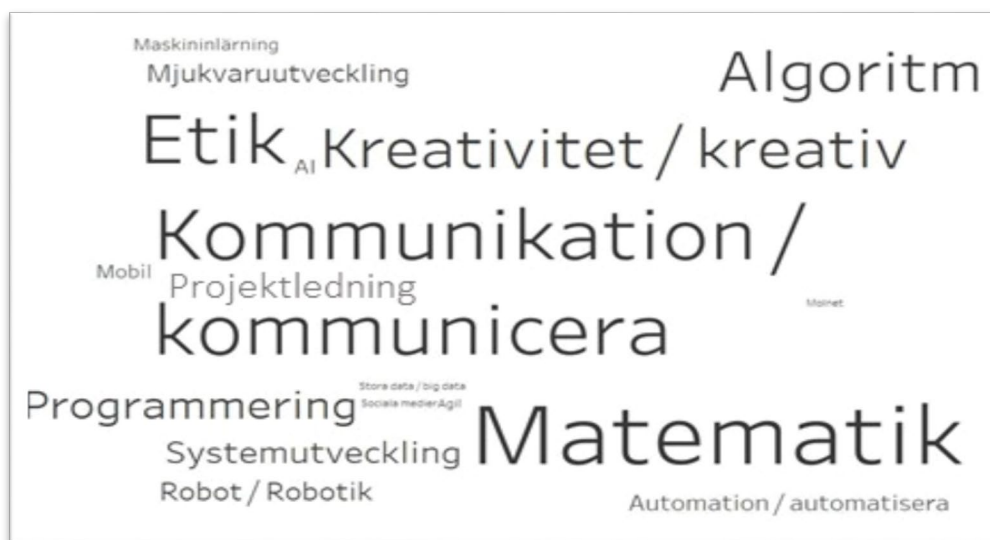 Maskininlärning
Mjukvaruutveckling
Algoritm
Etik
AI
Kreativitet / kreativ
Kommunikation /
Mobil
Projektledning
Molnet
kommunicera
Stora data / big data
Programmering
Sociala medier Agil
Matematik
Systemutveckling
Robot / Robotik
Automation / automatisera